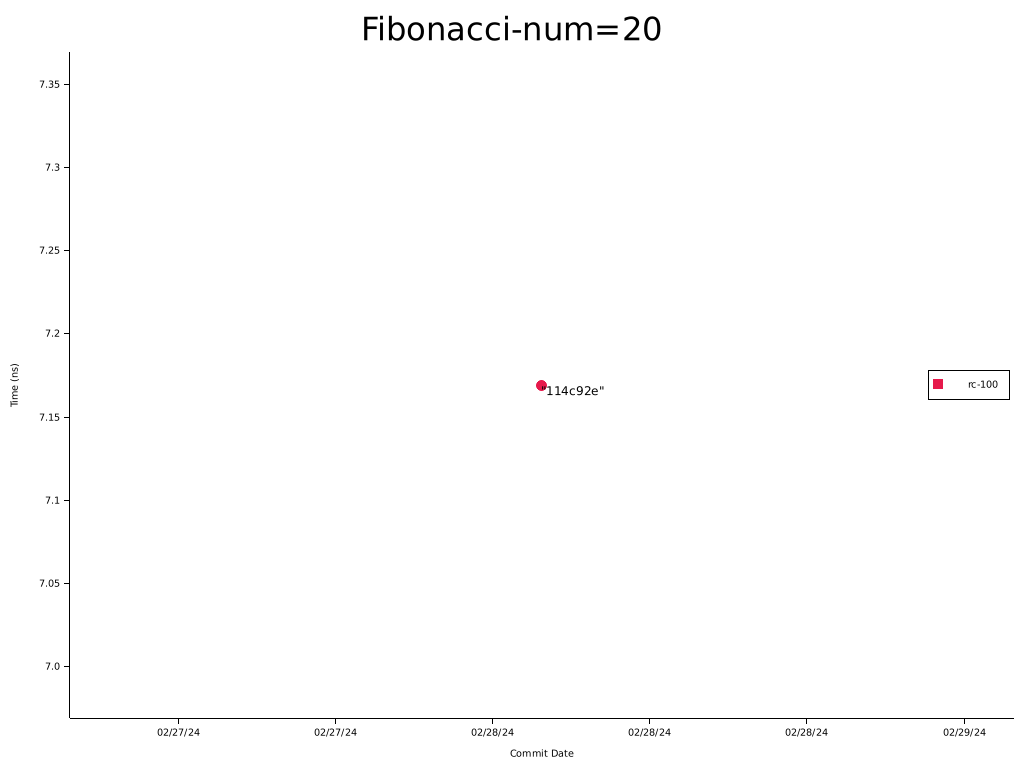 Fibonacci-num=20
7.35
7.3
7.25
7.2
7.15
7.1
7.05
7.0
Time (ns)
"114c92e"
rc-100
02/27/24
02/27/24
02/28/24
02/28/24
02/28/24
02/29/24
Commit Date